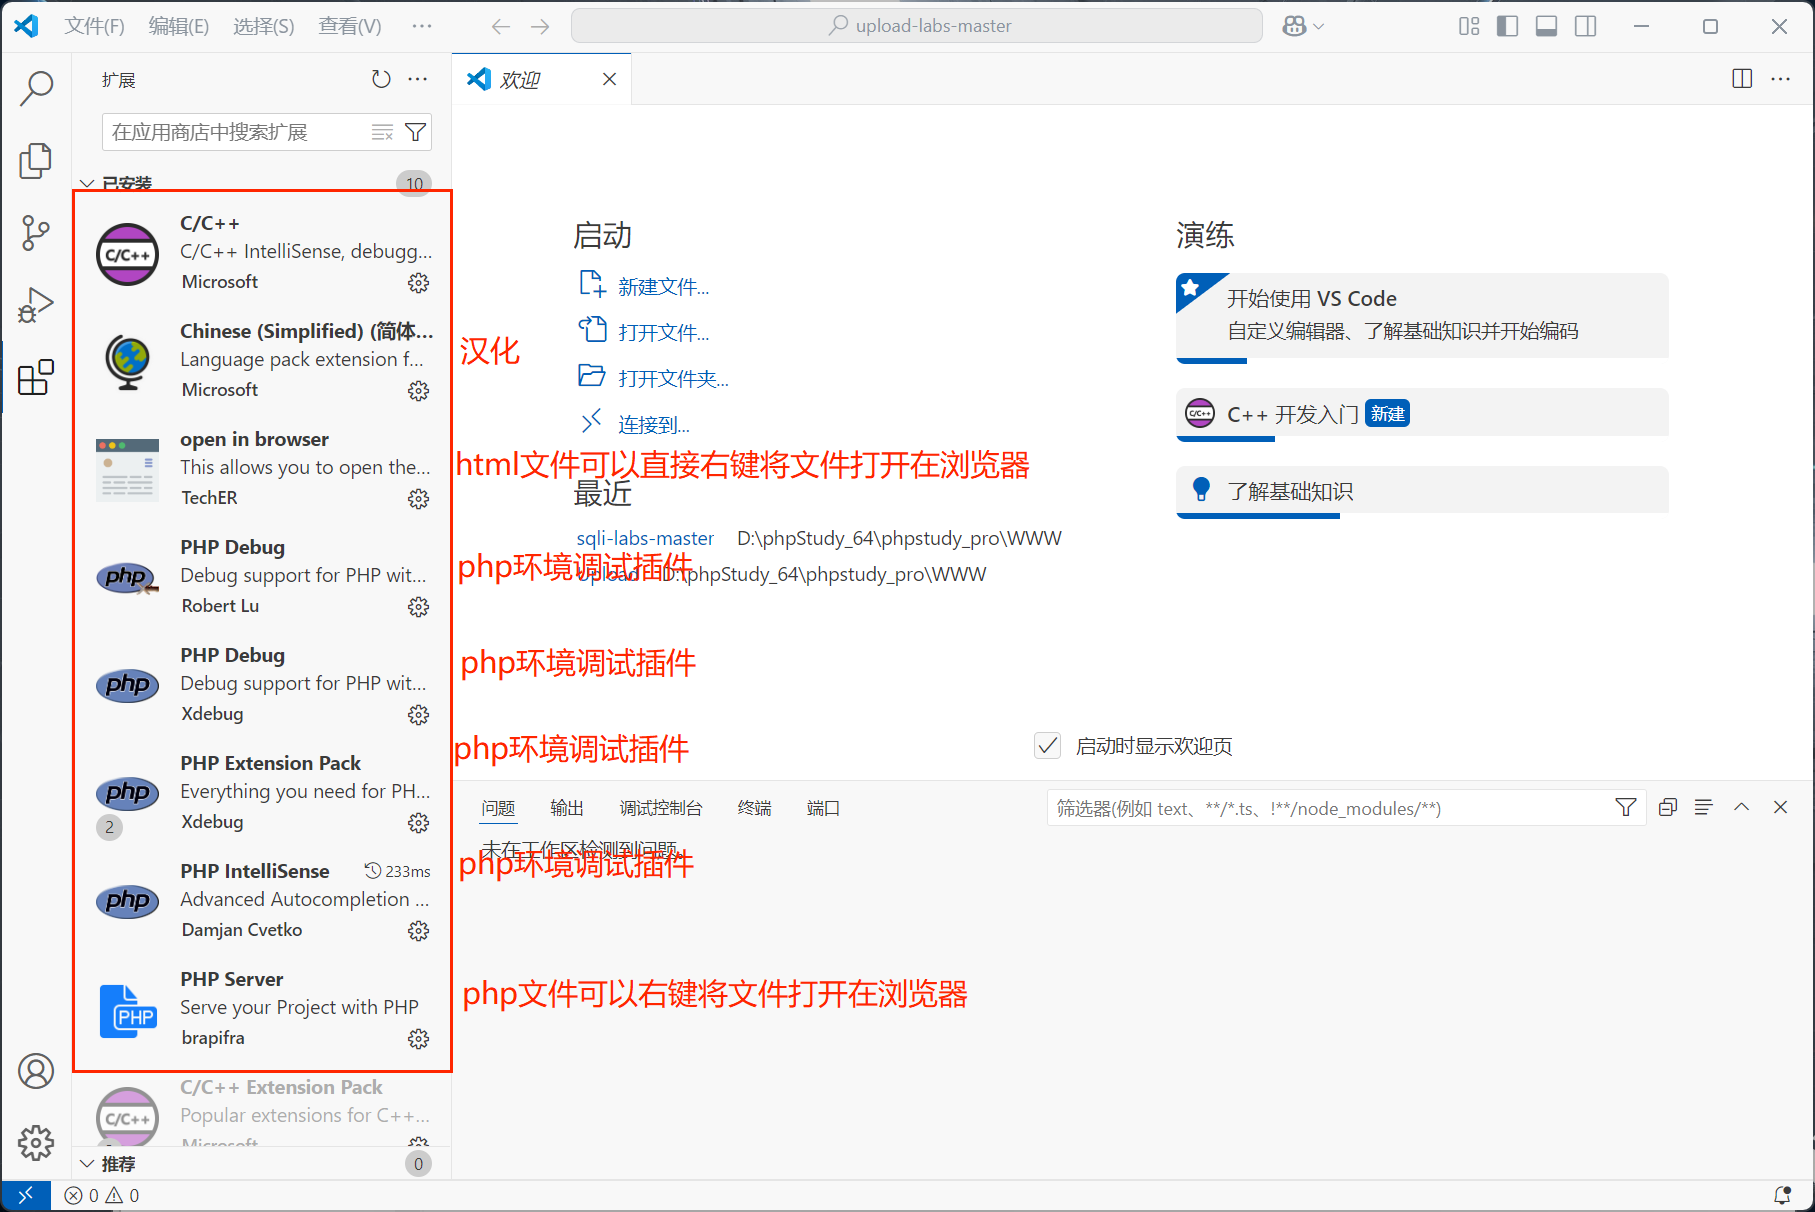 文件(F) 编辑(E) 选择(S) 查看(V) ··· upload-labs-master
扩展
欢迎
在应用商店中搜索扩展
已安装 10
C/C++
C/C++
C/C++ IntelliSense, debugg...
Microsoft
Chinese (Simplified) (简体...
Language pack extension f...
Microsoft
汉化
open in browser
This allows you to open the...
TechER
html文件可以直接右键将文件打开在浏览器
php
PHP Debug
Debug support for PHP wit...
Robert Lu
php环境调试插件
php
PHP Debug
Debug support for PHP wit...
Xdebug
php环境调试插件
php
2
PHP Extension Pack
Everything you need for PH...
Xdebug
php环境调试插件
php
PHP IntelliSense 233ms
Advanced Autocompletion ...
Damjan Cvetko
php环境调试插件
PHP
PHP Server
Serve your Project with PHP
brapifra
php文件可以右键将文件打开在浏览器
C/C++
C/C++ Extension Pack
Popular extensions for C++...
Microsoft
推荐 0
启动
新建文件...
打开文件...
打开文件夹...
连接到...
最近
sqli-labs-master D:\phpStudy_64\phpstudy_pro\WWW
upload D:\phpStudy_64\phpstudy_pro\WWW
演练
开始使用 VS Code
自定义编辑器、了解基础知识并开始编码
C/C++ C++ 开发入门 新建
了解基础知识
启动时显示欢迎页
问题 输出 调试控制台 终端 端口 筛选器(例如 text、**/*.ts、!**/node_modules/**)
未在工作区检测到问题。
0 0